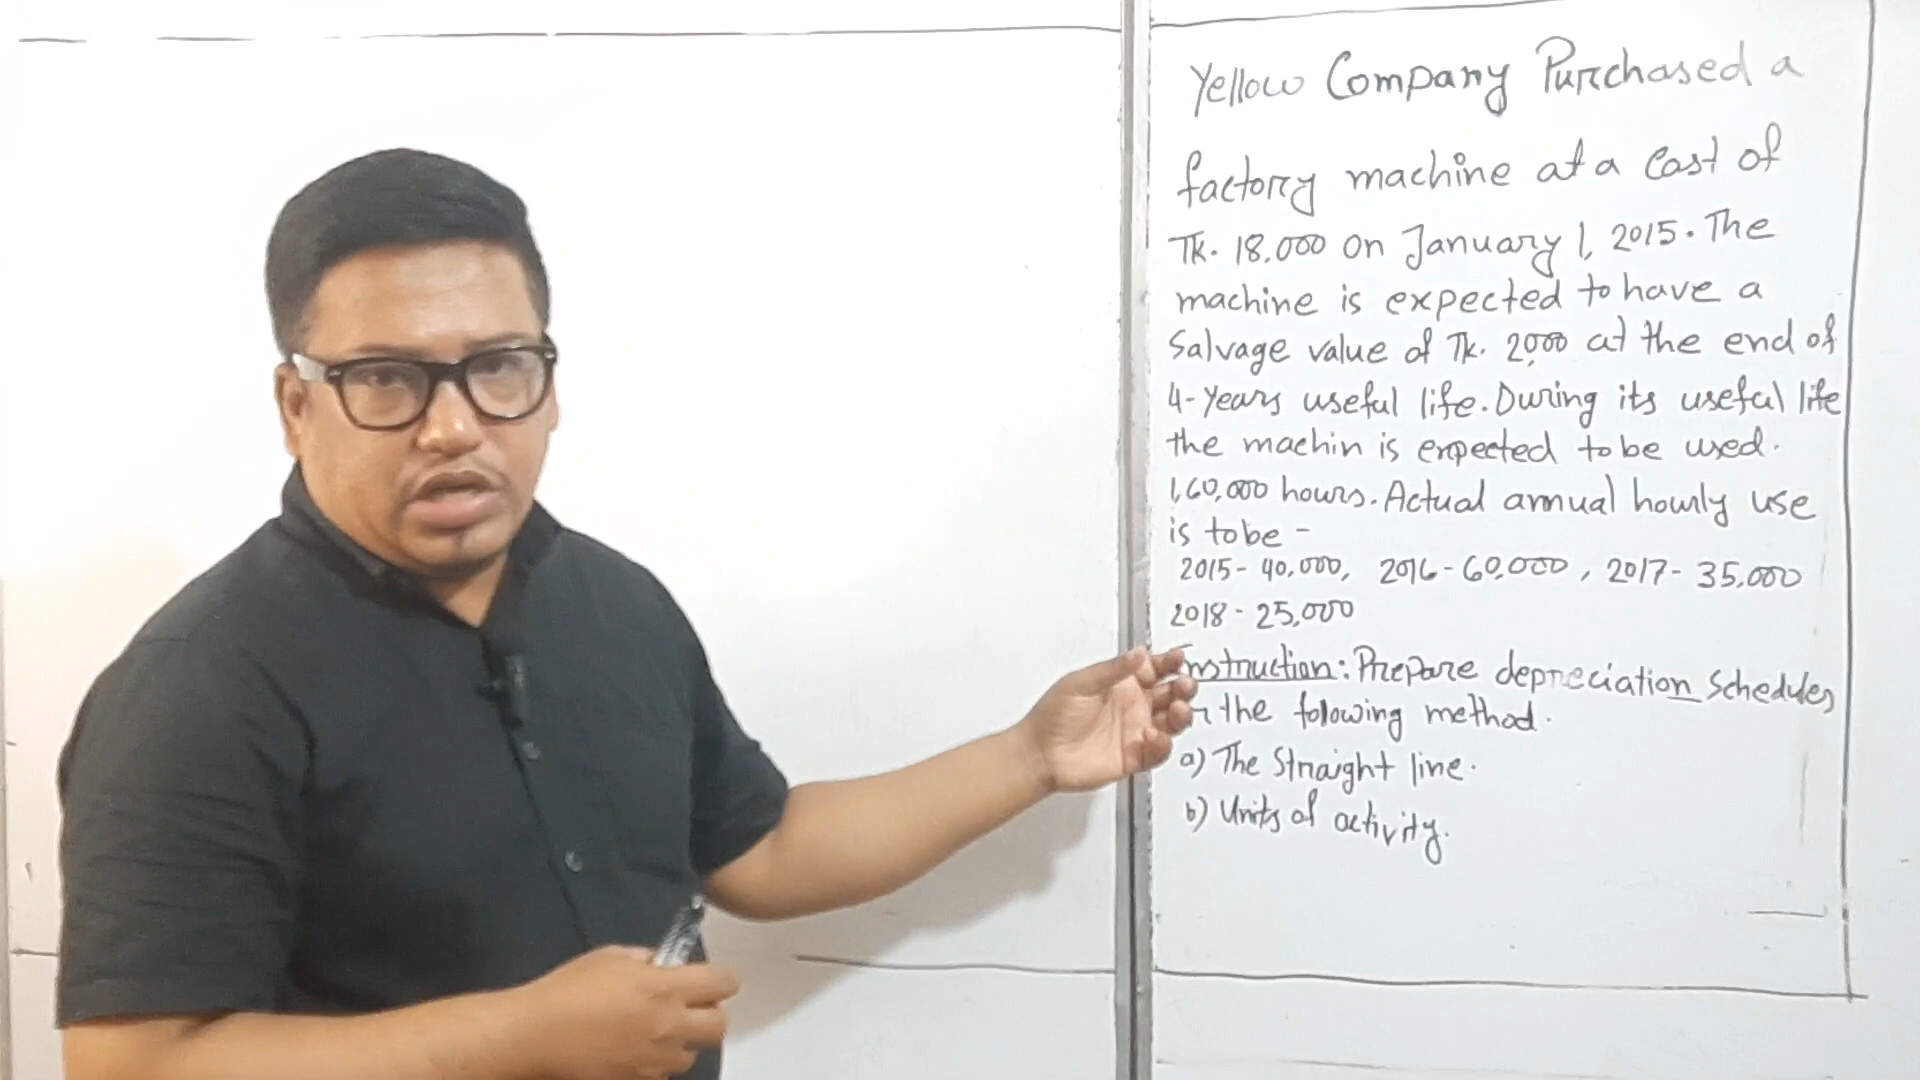 Yellow Company Purchased a
factory machine at a Cost of
Tk. 18,000 on January 1, 2015. The
machine is expected to have a
Salvage value of Tk. 2,000 at the end of
4-Years useful life. During its useful life
the machin is expected to be used.
1,60,000 hours. Actual annual hourly use
is to be -
2015 - 40,000, 2016 - 60,000, 2017 - 35,000
2018 - 25,000
nstruction: Prepare depreciation Schedules
the folowing method.
a) The Straight line.
b) Units of activity.